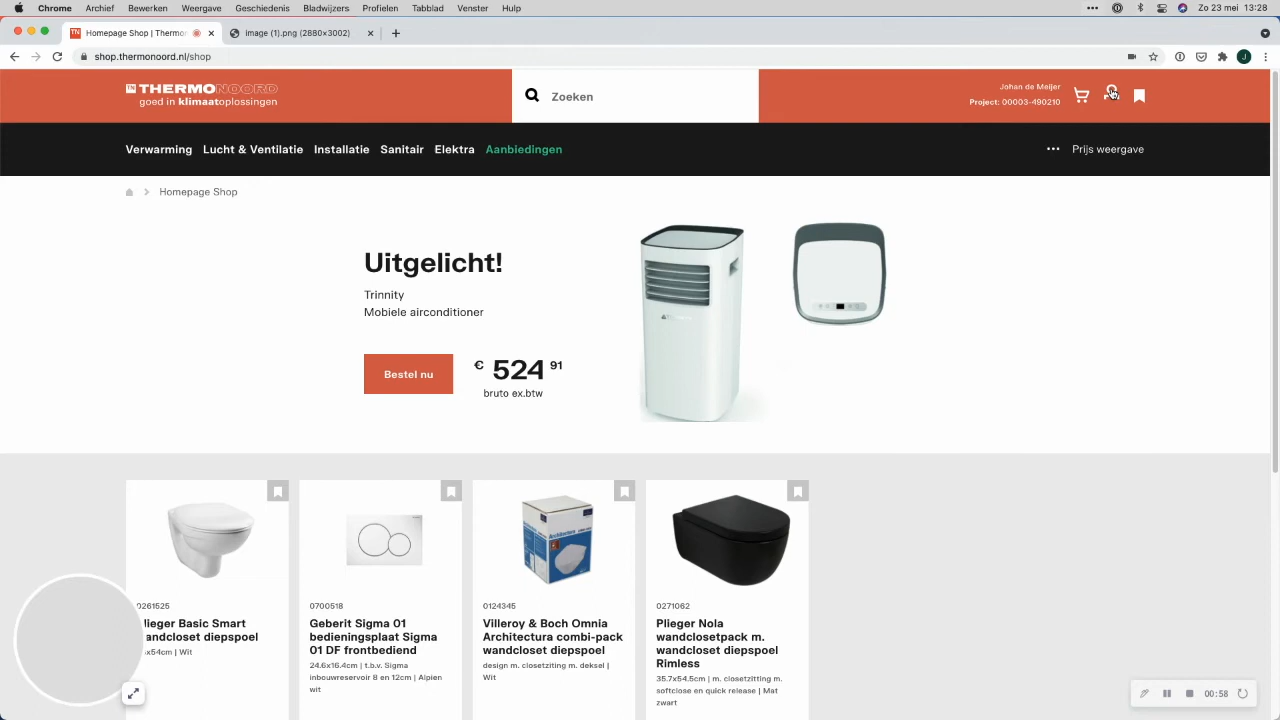 Chrome Archief Bewerken Weergave Geschiedenis Bladwijzers Profielen Tabblad Venster Hulp Zo 23 mei 13:28
Homepage Shop | Thermon
image (1).png (2880×3002)
shop.thermonoord.nl/shop
J
TN THERMONOORD
goed in klimaatoplossingen
Zoeken
Johan de Meijer
Project: 00003-490210
Verwarming Lucht & Ventilatie Installatie Sanitair Elektra Aanbiedingen
Prijs weergave
Homepage Shop
Uitgelicht!
Trinnity
Mobiele airconditioner
Bestel nu
€ 524 91
bruto ex.btw
0261525
lieger Basic Smart
andcloset diepspoel
x54cm | Wit
0700518
Geberit Sigma 01
bedieningsplaat Sigma
01 DF frontbediend
24.6x16.4cm | t.b.v. Sigma
inbouwreservoir 8 en 12cm | Alpien
wit
Architectura
0124345
Villeroy & Boch Omnia
Architectura combi-pack
wandcloset diepspoel
design m. closetziting m. deksel |
Wit
0271062
Plieger Nola
wandclosetpack m.
wandcloset diepspoel
Rimless
35.7x54.5cm | m. closetzitting m.
softclose en quick release | Mat
zwart
00:58